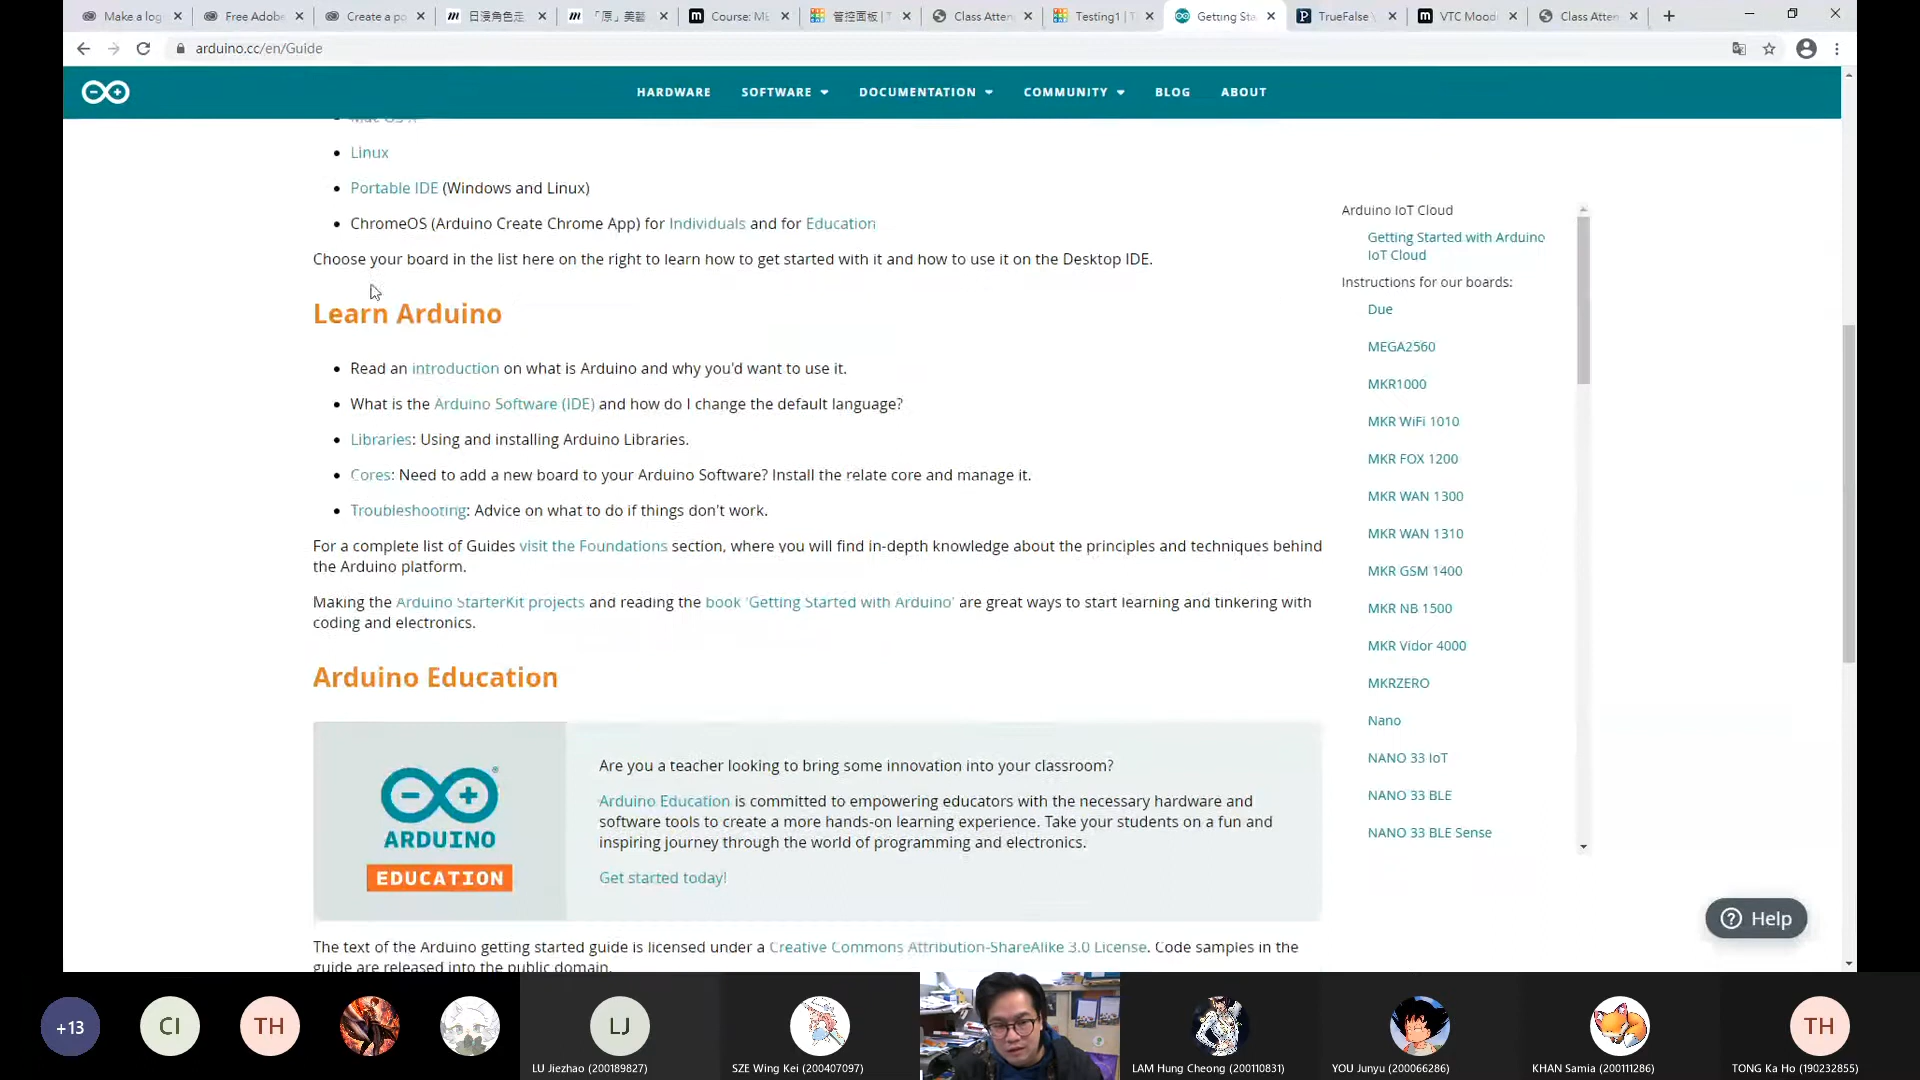 Make a log
Free Adobe
Create a po
日漫角色走
「原」美藝
Course: ME
管控面板 | T
Class Atten
Testing1 | T
Getting Sta
TrueFalse
VTC Mood
Class Atten
arduino.cc/en/Guide
HARDWARE SOFTWARE DOCUMENTATION COMMUNITY BLOG ABOUT
Mac OS X
Linux
Portable IDE (Windows and Linux)
ChromeOS (Arduino Create Chrome App) for Individuals and for Education
Choose your board in the list here on the right to learn how to get started with it and how to use it on the Desktop IDE.
Learn Arduino
Read an introduction on what is Arduino and why you'd want to use it.
What is the Arduino Software (IDE) and how do I change the default language?
Libraries: Using and installing Arduino Libraries.
Cores: Need to add a new board to your Arduino Software? Install the relate core and manage it.
Troubleshooting: Advice on what to do if things don't work.
For a complete list of Guides visit the Foundations section, where you will find in-depth knowledge about the principles and techniques behind
the Arduino platform.
Making the Arduino StarterKit projects and reading the book 'Getting Started with Arduino' are great ways to start learning and tinkering with
coding and electronics.
Arduino Education
ARDUINO
EDUCATION
Are you a teacher looking to bring some innovation into your classroom?
Arduino Education is committed to empowering educators with the necessary hardware and
software tools to create a more hands-on learning experience. Take your students on a fun and
inspiring journey through the world of programming and electronics.
Get started today!
The text of the Arduino getting started guide is licensed under a Creative Commons Attribution-ShareAlike 3.0 License. Code samples in the
guide are released into the public domain.
Arduino IoT Cloud
Getting Started with Arduino
IoT Cloud
Instructions for our boards:
Due
MEGA2560
MKR1000
MKR WiFi 1010
MKR FOX 1200
MKR WAN 1300
MKR WAN 1310
MKR GSM 1400
MKR NB 1500
MKR Vidor 4000
MKRZERO
Nano
NANO 33 IoT
NANO 33 BLE
NANO 33 BLE Sense
Help
+13
CI
TH
LJ
TH
LU Jiezhao (200189827)
SZE Wing Kei (200407097)
LAM Hung Cheong (200110831)
YOU Junyu (200066286)
KHAN Samia (200111286)
TONG Ka Ho (190232855)